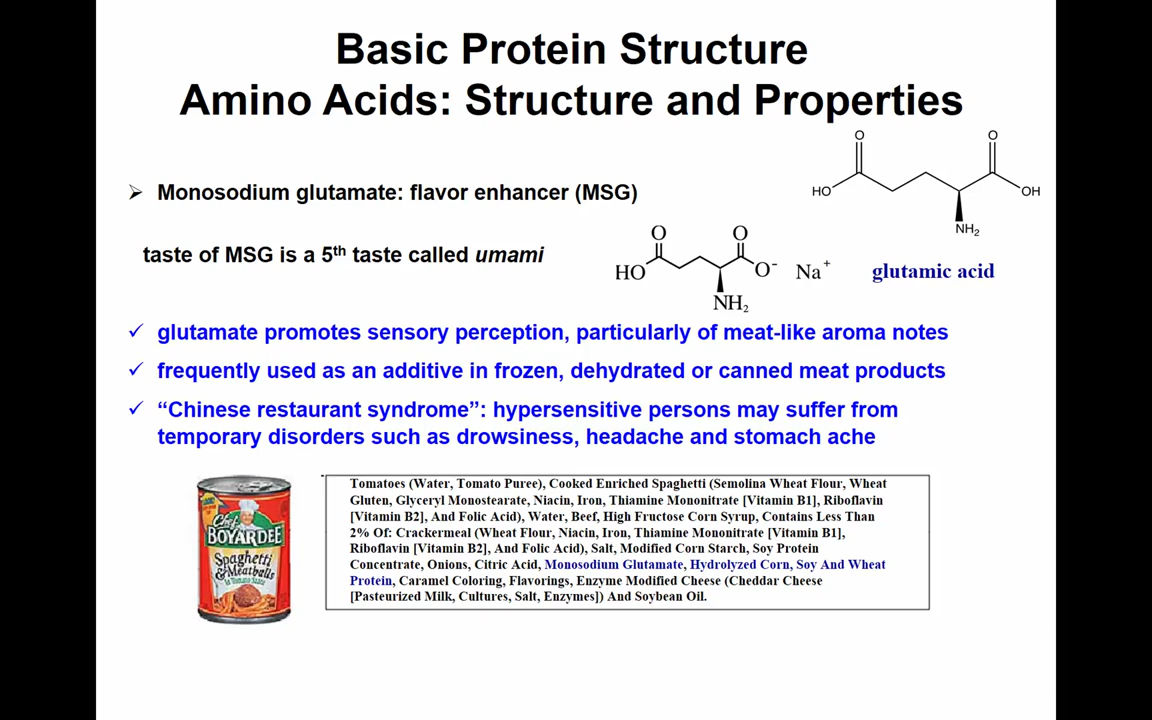 Basic Protein Structure
Amino Acids: Structure and Properties
O
O
HO
OH
NH₂
Monosodium glutamate: flavor enhancer (MSG)
taste of MSG is a 5th taste called umami
O
O
HO
O⁻
Na⁺
NH₂
glutamic acid
glutamate promotes sensory perception, particularly of meat-like aroma notes
frequently used as an additive in frozen, dehydrated or canned meat products
“Chinese restaurant syndrome”: hypersensitive persons may suffer from
temporary disorders such as drowsiness, headache and stomach ache
Chef
BOYARDEE
Spaghetti
& Meatballs
in Tomato Sauce
Tomatoes (Water, Tomato Puree), Cooked Enriched Spaghetti (Semolina Wheat Flour, Wheat
Gluten, Glyceryl Monostearate, Niacin, Iron, Thiamine Mononitrate [Vitamin B1], Riboflavin
[Vitamin B2], And Folic Acid), Water, Beef, High Fructose Corn Syrup, Contains Less Than
2% Of: Crackermeal (Wheat Flour, Niacin, Iron, Thiamine Mononitrate [Vitamin B1],
Riboflavin [Vitamin B2], And Folic Acid), Salt, Modified Corn Starch, Soy Protein
Concentrate, Onions, Citric Acid, Monosodium Glutamate, Hydrolyzed Corn, Soy And Wheat
Protein, Caramel Coloring, Flavorings, Enzyme Modified Cheese (Cheddar Cheese
[Pasteurized Milk, Cultures, Salt, Enzymes]) And Soybean Oil.